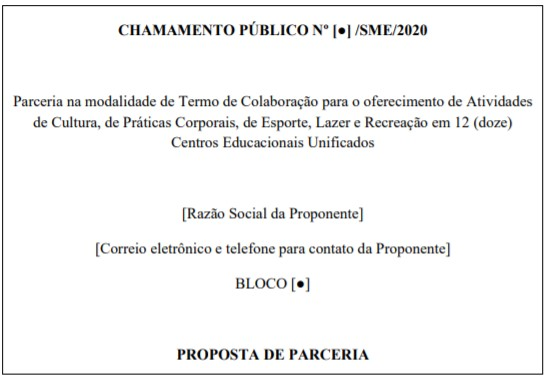 CHAMAMENTO PÚBLICO Nº [●] /SME/2020
Parceria na modalidade de Termo de Colaboração para o oferecimento de Atividades
de Cultura, de Práticas Corporais, de Esporte, Lazer e Recreação em 12 (doze)
Centros Educacionais Unificados
[Razão Social da Proponente]
[Correio eletrônico e telefone para contato da Proponente]
BLOCO [●]
PROPOSTA DE PARCERIA